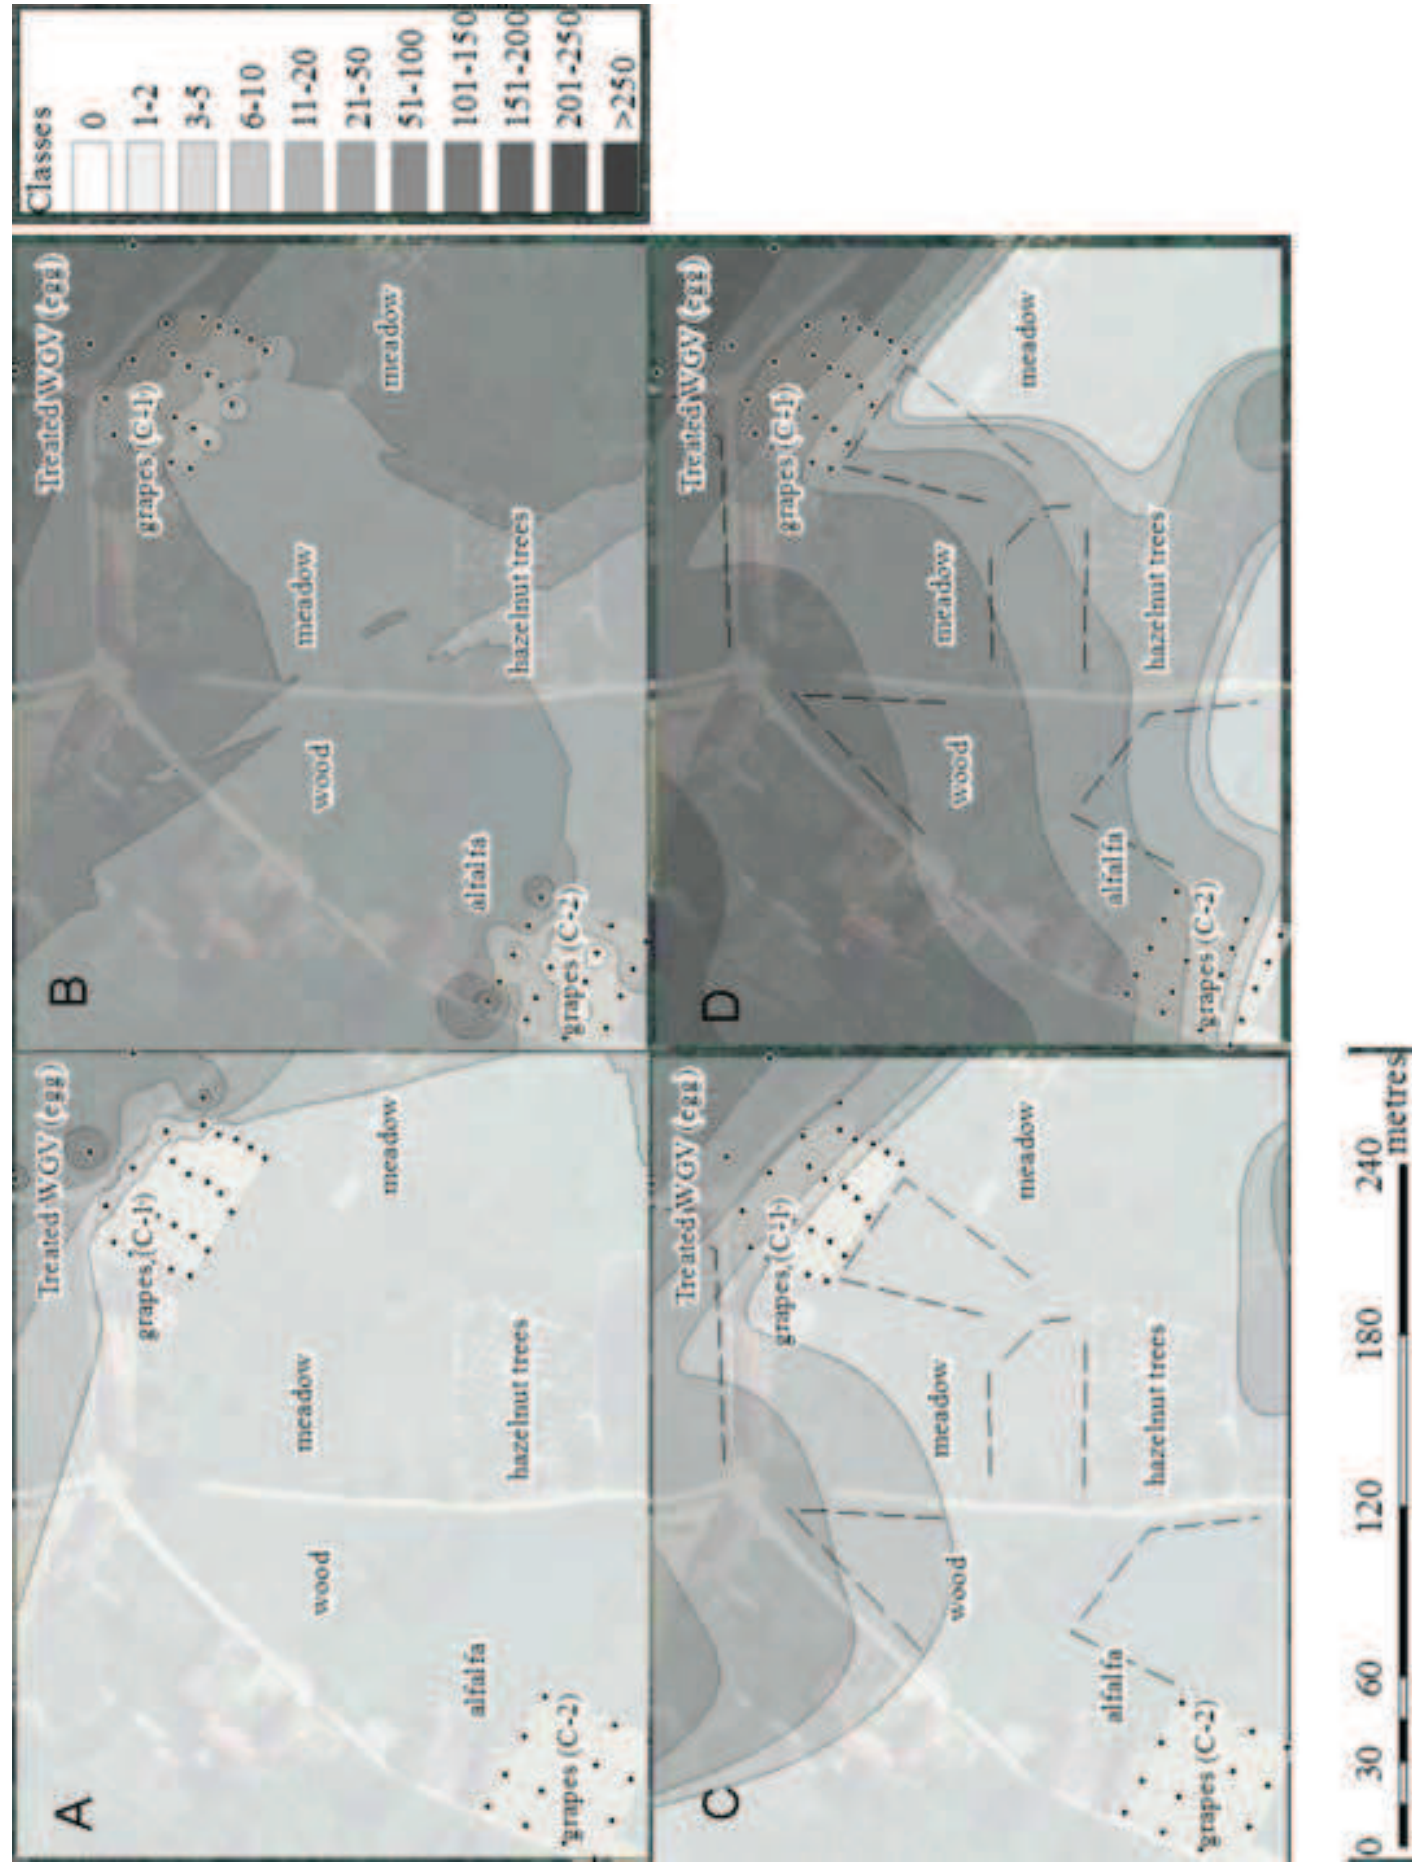 A
Treated WGV (egg)
grapes (C-1)
meadow
meadow
wood
alfalfa
hazelnut trees
grapes (C-2)
B
Treated WGV (egg)
grapes (C-1)
meadow
meadow
wood
alfalfa
hazelnut trees
grapes (C-2)
Classes
0
1-2
3-5
6-10
11-20
21-50
51-100
101-150
151-200
201-250
>250
C
Treated WGV (egg)
grapes (C-1)
meadow
meadow
wood
alfalfa
hazelnut trees
grapes (C-2)
D
Treated WGV (egg)
grapes (C-1)
meadow
meadow
wood
alfalfa
hazelnut trees
grapes (C-2)
0 30 60 120 180 240
metres